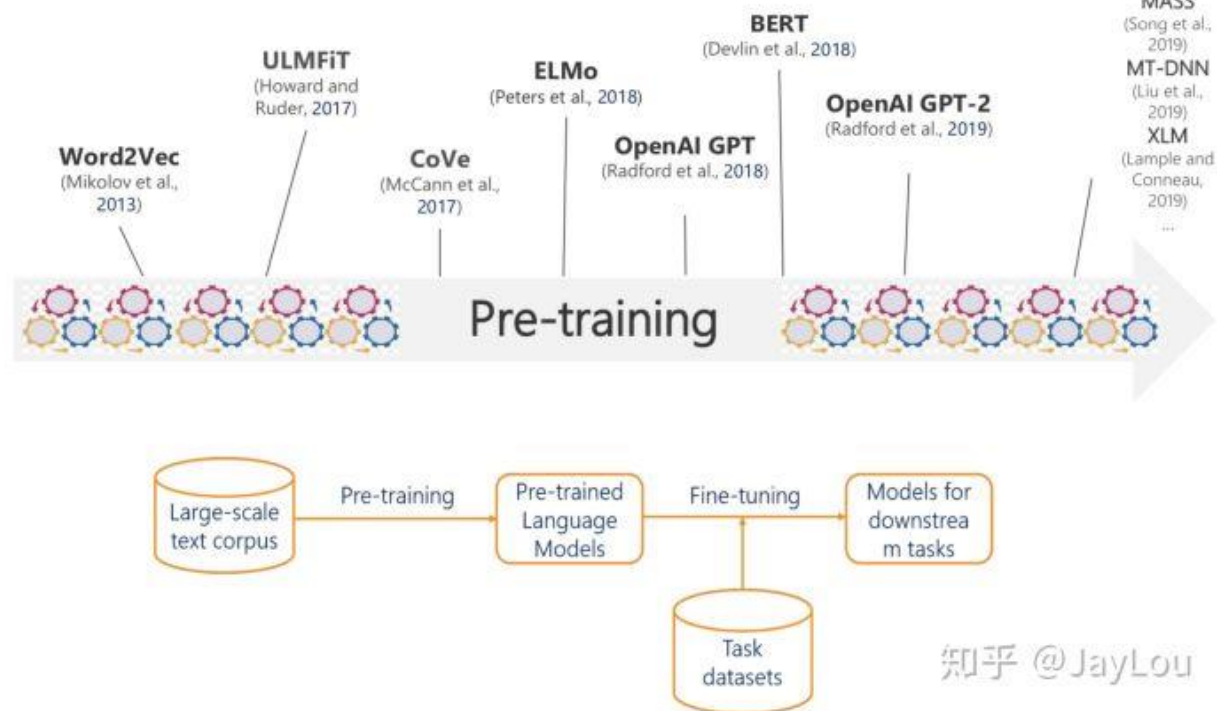 Word2Vec
(Mikolov et al.,
2013)
ULMFiT
(Howard and
Ruder, 2017)
CoVe
(McCann et al.,
2017)
ELMo
(Peters et al., 2018)
OpenAI GPT
(Radford et al., 2018)
BERT
(Devlin et al., 2018)
OpenAI GPT-2
(Radford et al., 2019)
MASS
(Song et al.,
2019)
MT-DNN
(Liu et al.,
2019)
XLM
(Lample and
Conneau,
2019)
...
Pre-training
Large-scale
text corpus
Pre-training
Pre-trained
Language
Models
Fine-tuning
Models for
downstrea
m tasks
Task
datasets
知乎 @JayLou